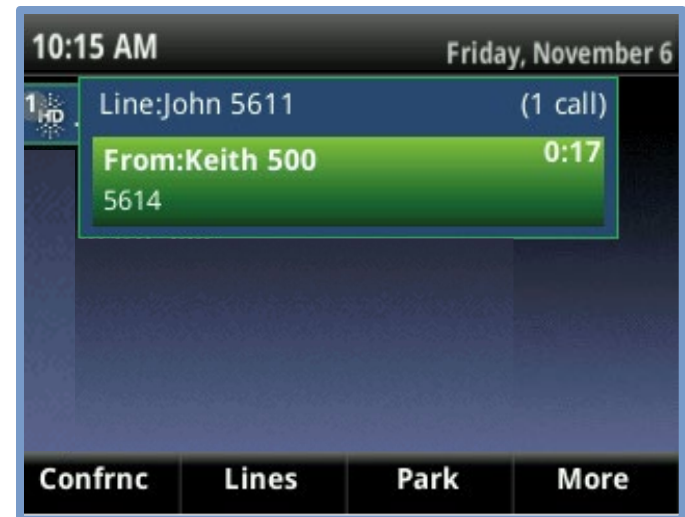 10:15 AM Friday, November 6
1 HD .
Line:John 5611 (1 call)
From:Keith 500 0:17
5614
Confrnc Lines Park More